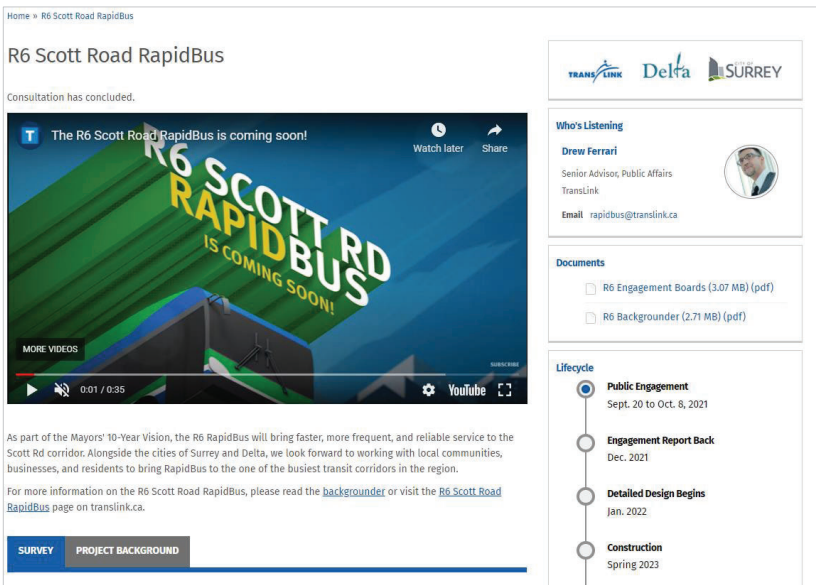 Home » R6 Scott Road RapidBus
R6 Scott Road RapidBus
Consultation has concluded.
T
The R6 Scott Road RapidBus is coming soon!
Watch later
Share
R6 SCOTT RD
RAPIDBUS
IS COMING SOON!
MORE VIDEOS
SUBSCRIBE
0:01 / 0:35
YouTube
As part of the Mayors' 10-Year Vision, the R6 RapidBus will bring faster, more frequent, and reliable service to the
Scott Rd corridor. Alongside the cities of Surrey and Delta, we look forward to working with local communities,
businesses, and residents to bring RapidBus to the one of the busiest transit corridors in the region.
For more information on the R6 Scott Road RapidBus, please read the backgrounder or visit the R6 Scott Road
RapidBus page on translink.ca.
SURVEY
PROJECT BACKGROUND
TRANSLINK
Delta
CITY OF
SURREY
Who's Listening
Drew Ferrari
Senior Advisor, Public Affairs
TransLink
Email rapidbus@translink.ca
Documents
R6 Engagement Boards (3.07 MB) (pdf)
R6 Backgrounder (2.71 MB) (pdf)
Lifecycle
Public Engagement
Sept. 20 to Oct. 8, 2021
Engagement Report Back
Dec. 2021
Detailed Design Begins
Jan. 2022
Construction
Spring 2023